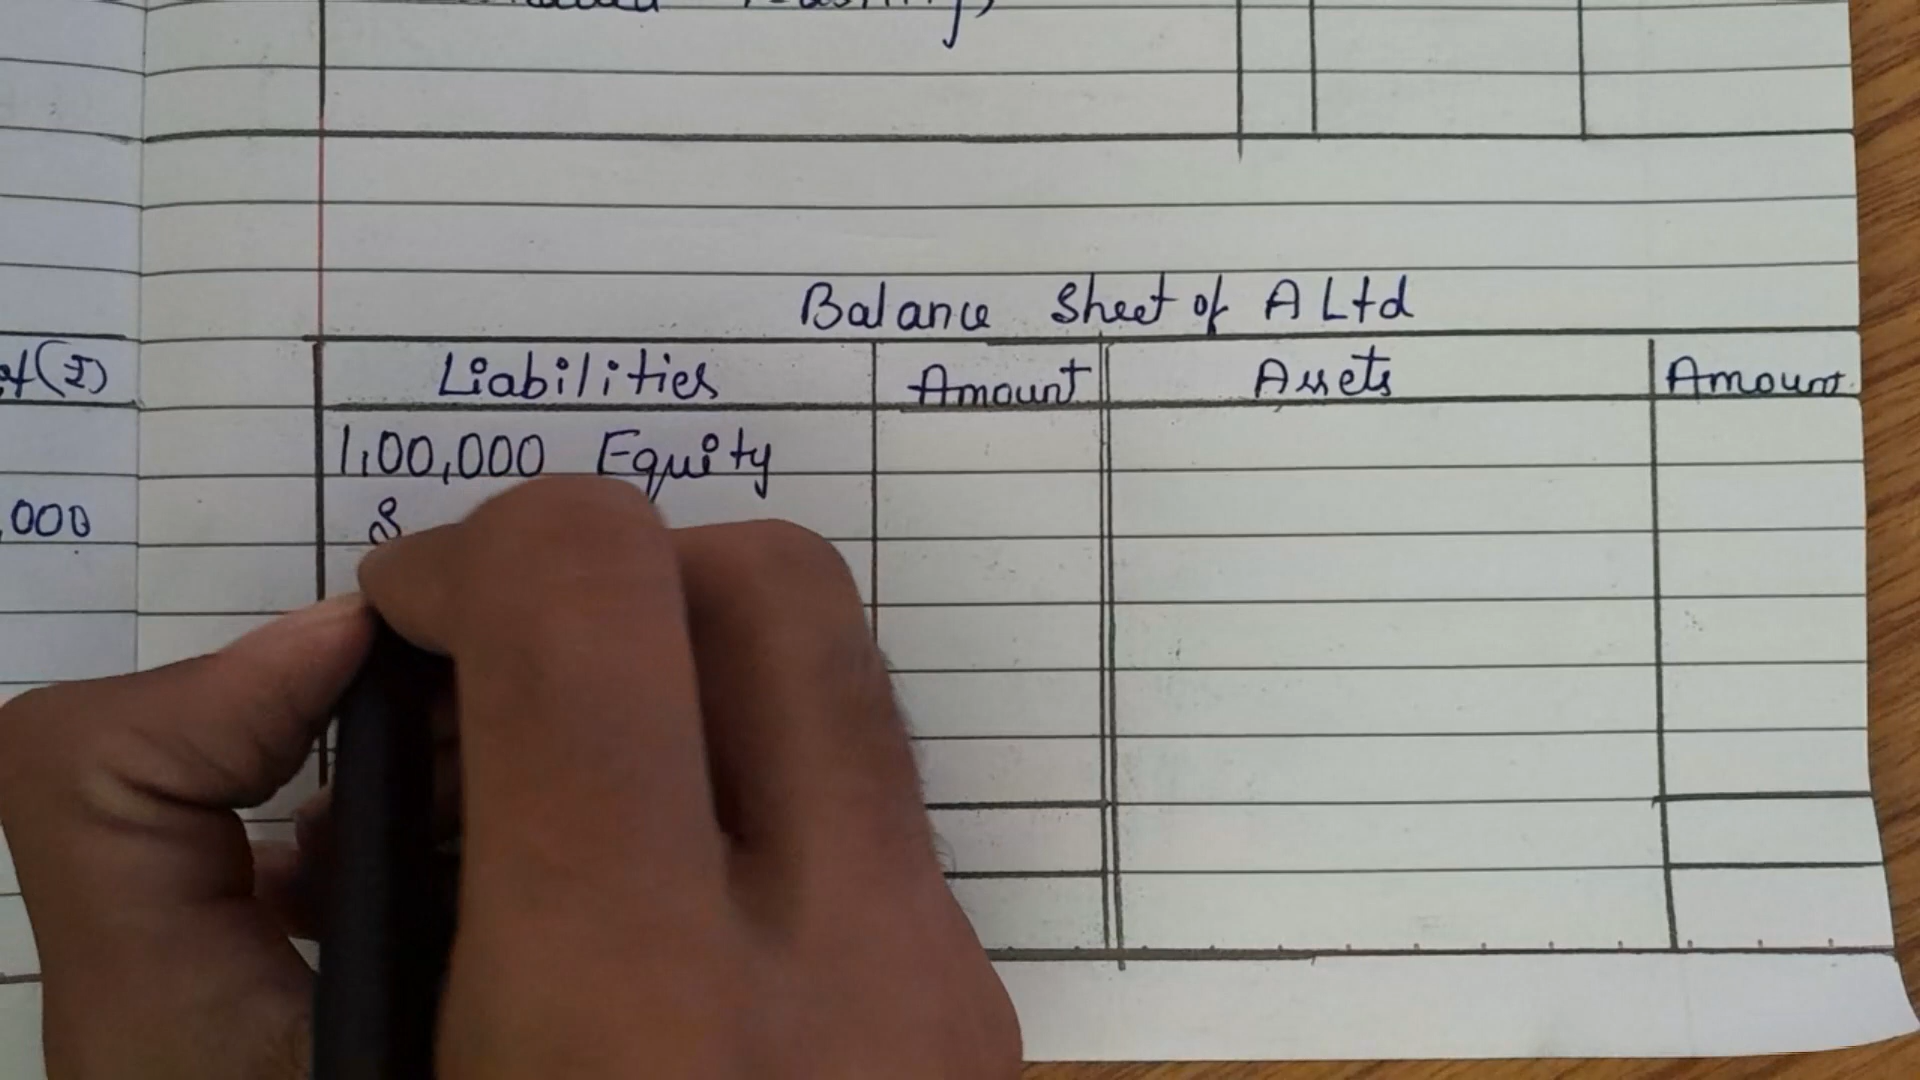 Balance Sheet of A Ltd
(₹)
Liabilities Amount Assets Amount
1,00,000 Equity
000 S